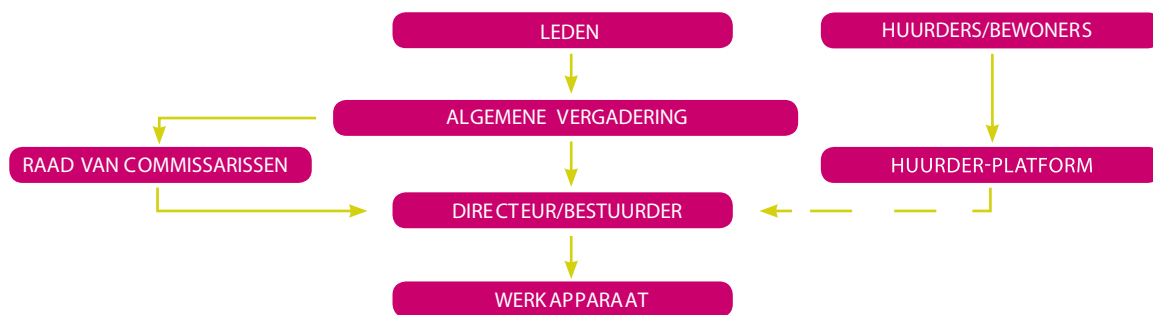 LEDEN
HUURDERS/BEWONERS
ALGEMENE VERGADERING
RAAD VAN COMMISSARISSEN
HUURDER-PLATFORM
DIRECTEUR/BESTUURDER
WERKAPPARAAT